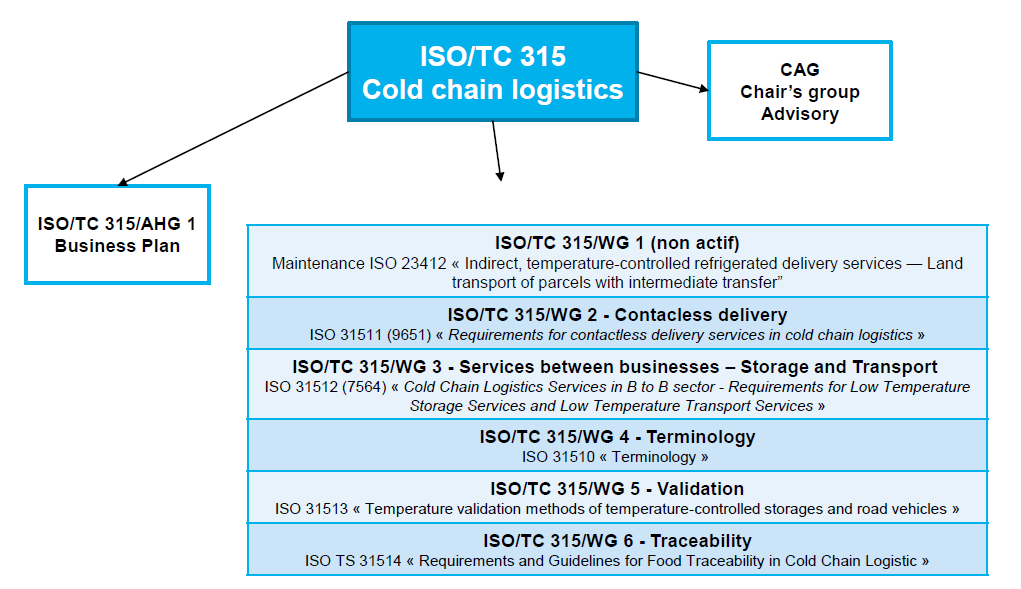 ISO/TC 315
Cold chain logistics
CAG
Chair's group
Advisory
ISO/TC 315/AHG 1
Business Plan
ISO/TC 315/WG 1 (non actif)
Maintenance ISO 23412 « Indirect, temperature-controlled refrigerated delivery services — Land
transport of parcels with intermediate transfer”
ISO/TC 315/WG 2 - Contacless delivery
ISO 31511 (9651) « Requirements for contactless delivery services in cold chain logistics »
ISO/TC 315/WG 3 - Services between businesses – Storage and Transport
ISO 31512 (7564) « Cold Chain Logistics Services in B to B sector - Requirements for Low Temperature
Storage Services and Low Temperature Transport Services »
ISO/TC 315/WG 4 - Terminology
ISO 31510 « Terminology »
ISO/TC 315/WG 5 - Validation
ISO 31513 « Temperature validation methods of temperature-controlled storages and road vehicles »
ISO/TC 315/WG 6 - Traceability
ISO TS 31514 « Requirements and Guidelines for Food Traceability in Cold Chain Logistic »